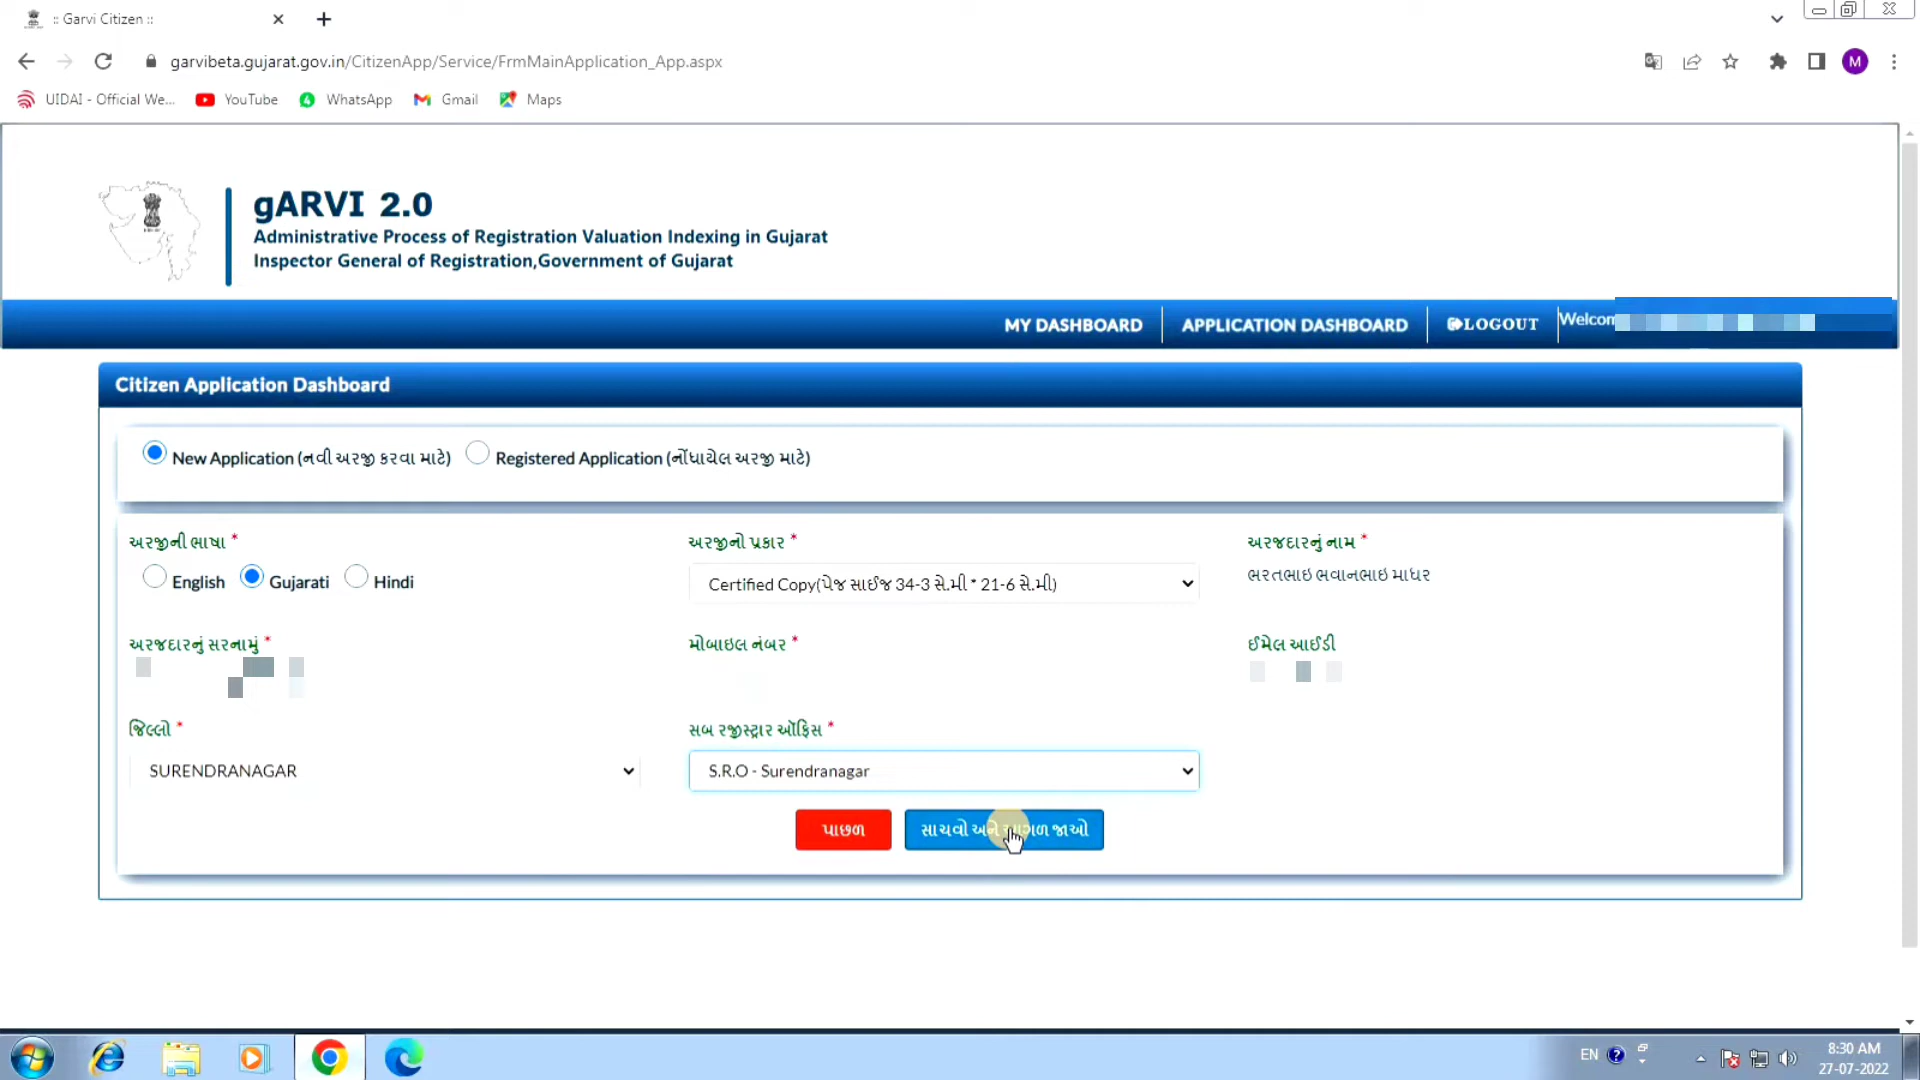 :: Garvi Citizen ::
garvibeta.gujarat.gov.in/CitizenApp/Service/FrmMainApplication_App.aspx
M
UIDAI - Official We... YouTube WhatsApp Gmail Maps
gARVI 2.0
Administrative Process of Registration Valuation Indexing in Gujarat
Inspector General of Registration,Government of Gujarat
MY DASHBOARD APPLICATION DASHBOARD LOGOUT Welcom
Citizen Application Dashboard
New Application (નવી અરજી કરવા માટે) Registered Application (નોંધાયેલ અરજી માટે)
અરજીની ભાષા * અરજીનો પ્રકાર * અરજદારનું નામ *
English Gujarati Hindi Certified Copy(પેજ સાઈજ 34-3 સે.મી * 21-6 સે.મી) ભરતભાઇ ભવાનભાઇ માધર
અરજદારનું સરનામું * મોબાઇલ નંબર * ઈમેલ આઈડી
જિલ્લો * સબ રજીસ્ટ્રાર ઑફિસ *
SURENDRANAGAR S.R.O - Surendranagar
પાછળ સાચવો અને આગળ જાઓ
EN 8:30 AM
27-07-2022